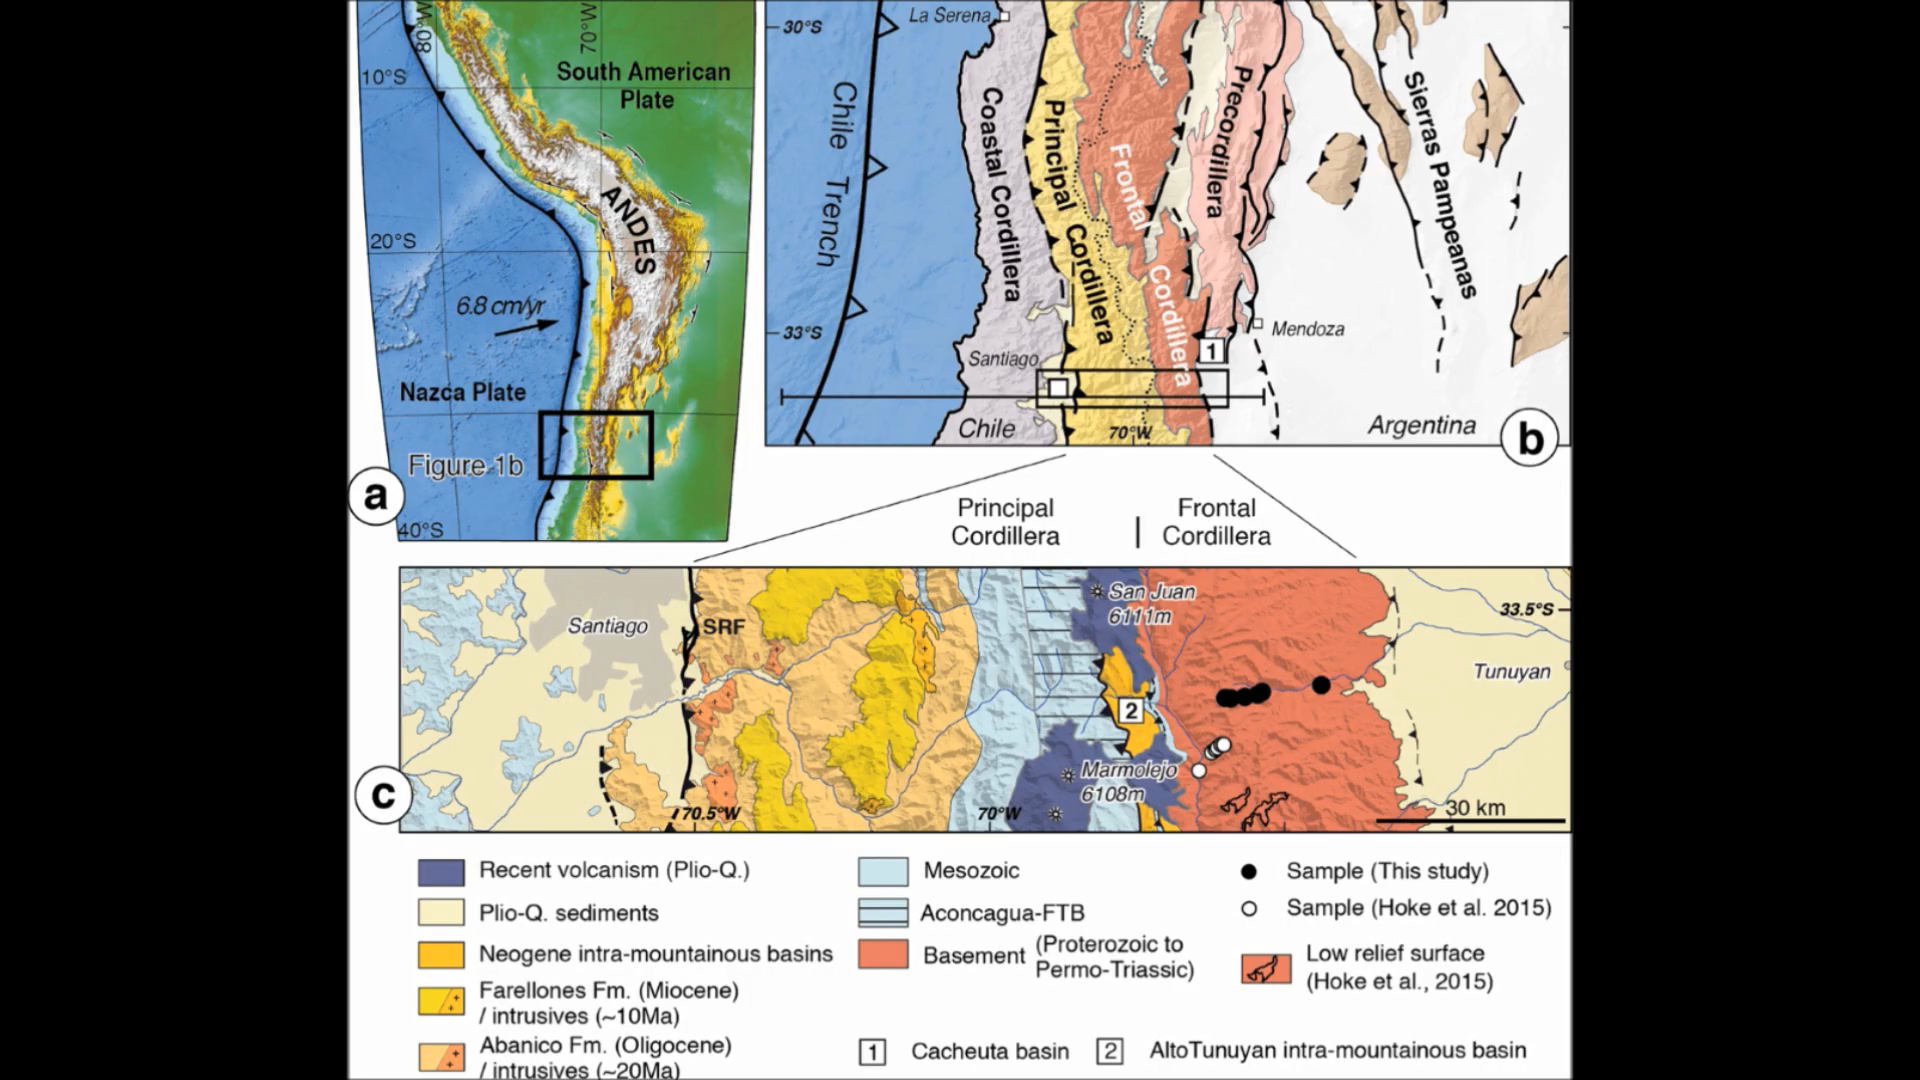 80°W
70°W
10°S
South American
Plate
ANDES
20°S
6.8 cm/yr
Nazca Plate
Figure 1b
a
40°S
30°S
La Serena
Chile Trench
Coastal Cordillera
Principal Cordillera
Frontal Cordillera
Precordillera
Sierras Pampeanas
33°S
Santiago
1
Mendoza
Chile
70°W
Argentina
b
Principal
Cordillera
Frontal
Cordillera
Santiago
SRF
San Juan
6111m
33.5°S
Tunuyan
2
Marmolejo
6108m
c
70.5°W
70°W
30 km
Recent volcanism (Plio-Q.)
Plio-Q. sediments
Neogene intra-mountainous basins
Farellones Fm. (Miocene)
/ intrusives (~10Ma)
Abanico Fm. (Oligocene)
/ intrusives (~20Ma)
Mesozoic
Aconcagua-FTB
Basement (Proterozoic to
Permo-Triassic)
Sample (This study)
Sample (Hoke et al. 2015)
Low relief surface
(Hoke et al., 2015)
1 Cacheuta basin
2 AltoTunuyan intra-mountainous basin